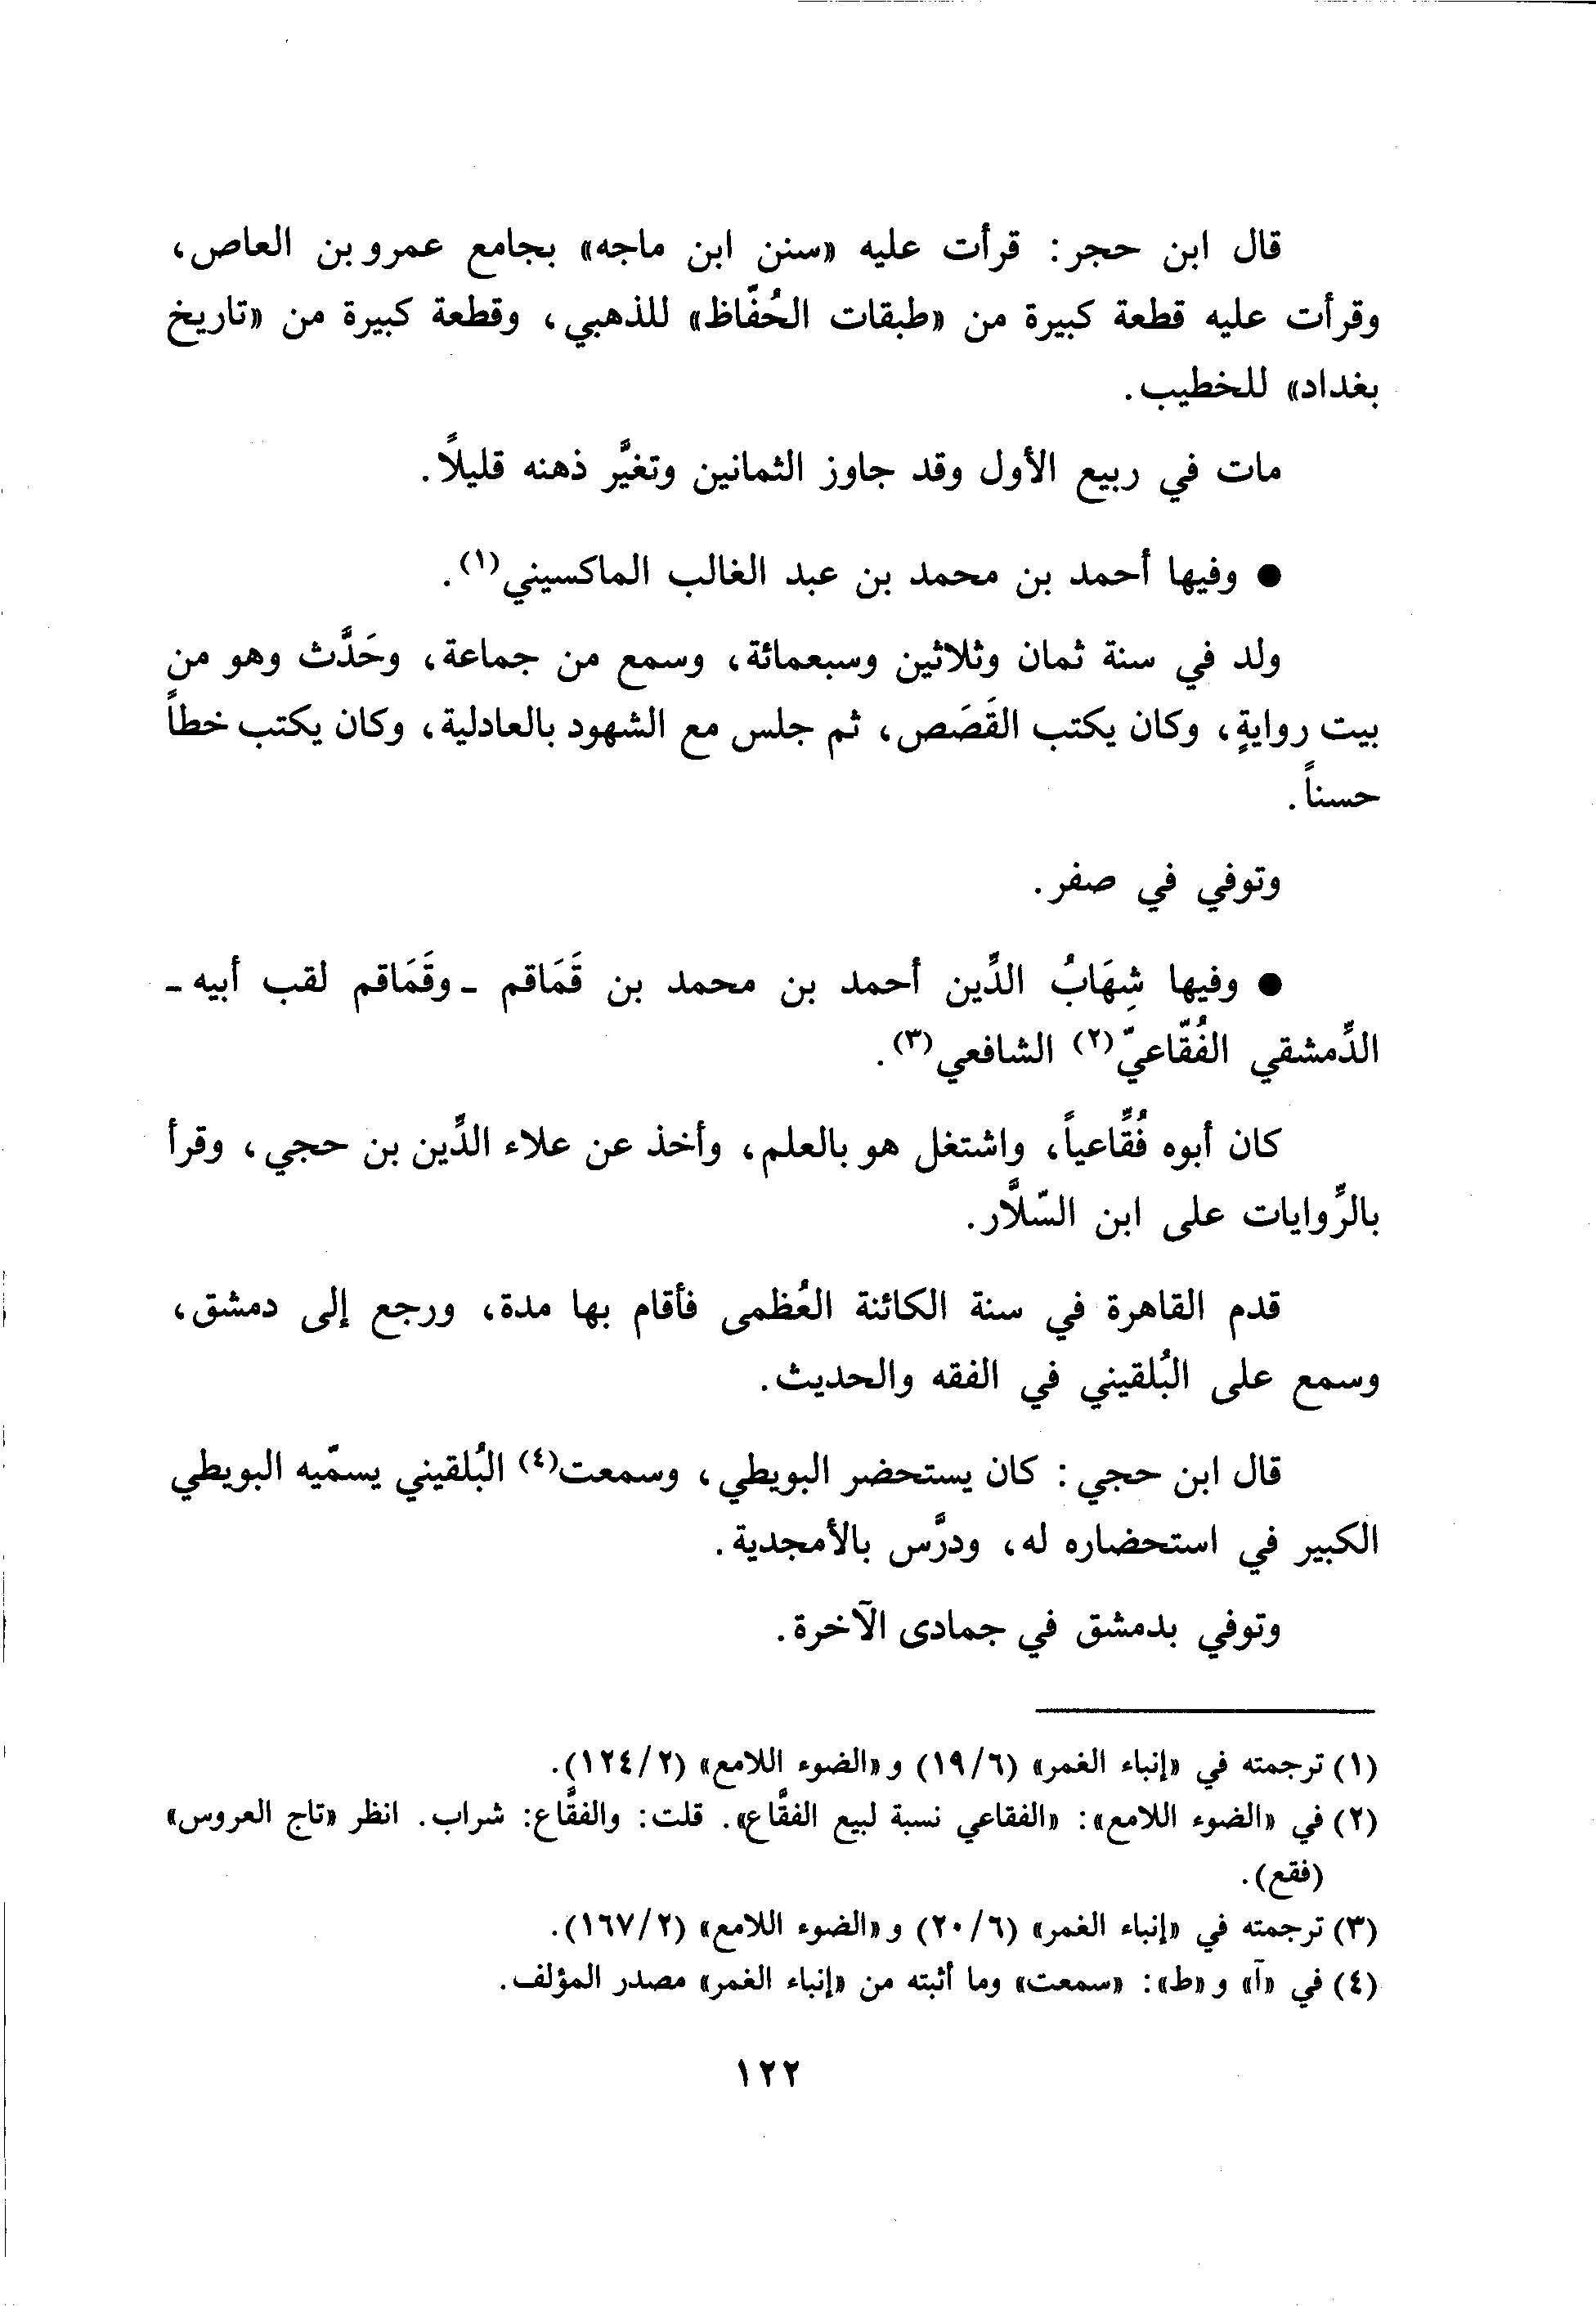 قال ابن حجر: قرأت عليه «سنن ابن ماجه» بجامع عمرو بن العاص،
وقرأت عليه قطعة كبيرة من «طبقات الحُفّاظ» للذهبي، وقطعة كبيرة من «تاريخ
بغداد» للخطيب.
مات في ربيع الأول وقد جاوز الثمانين وتغيَّر ذهنه قليلاً.
● وفيها أحمد بن محمد بن عبد الغالب الماكسيني(١).
ولد في سنة ثمان وثلاثين وسبعمائة، وسمع من جماعة، وحَدَّث وهو من
بيت روايةٍ، وكان يكتب القَصَص، ثم جلس مع الشهود بالعادلية، وكان يكتب خطاً
حسناً.
وتوفي في صفر.
● وفيها شِهَابُ الدِّين أحمد بن محمد بن قَمَاقم - وقَمَاقم لقب أبيه -
الدِّمشقي الفُقّاعيّ(٢) الشافعي(٣).
كان أبوه فُقَّاعياً، واشتغل هو بالعلم، وأخذ عن علاء الدِّين بن حجي، وقرأ
بالرِّوايات على ابن السّلاَّر.
قدم القاهرة في سنة الكائنة العُظمى فأقام بها مدة، ورجع إلى دمشق،
وسمع على البُلقيني في الفقه والحديث.
قال ابن حجي: كان يستحضر البويطي، وسمعت(٤) البُلقيني يسمّيه البويطي
الكبير في استحضاره له، ودرَّس بالأمجدية.
وتوفي بدمشق في جمادى الآخرة.
(١) ترجمته في «إنباء الغمر» (١٩/٦) و «الضوء اللامع» (١٢٤/٢).
(٢) في «الضوء اللامع»: «الفقاعي نسبة لبيع الفقَّاع». قلت: والفقَّاع: شراب. انظر «تاج العروس»
(فقع).
(٣) ترجمته في «إنباء الغمر» (٢٠/٦) و «الضوء اللامع» (١٦٧/٢).
(٤) في «آ» و «ط»: «سمعت» وما أثبته من «إنباء الغمر» مصدر المؤلف.
١٢٢